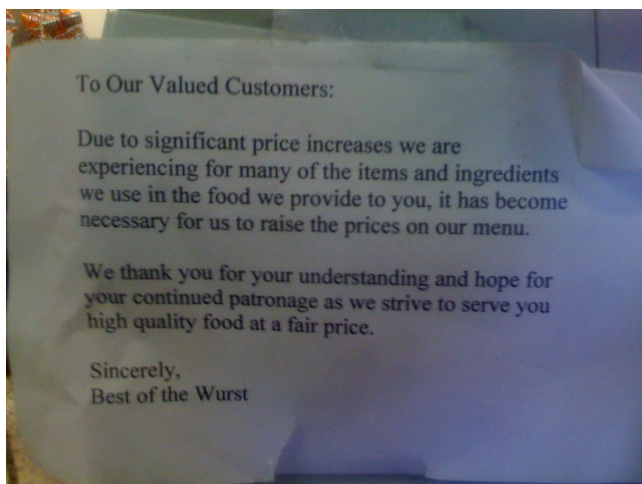 To Our Valued Customers:
Due to significant price increases we are
experiencing for many of the items and ingredients
we use in the food we provide to you, it has become
necessary for us to raise the prices on our menu.
We thank you for your understanding and hope for
your continued patronage as we strive to serve you
high quality food at a fair price.
Sincerely,
Best of the Wurst